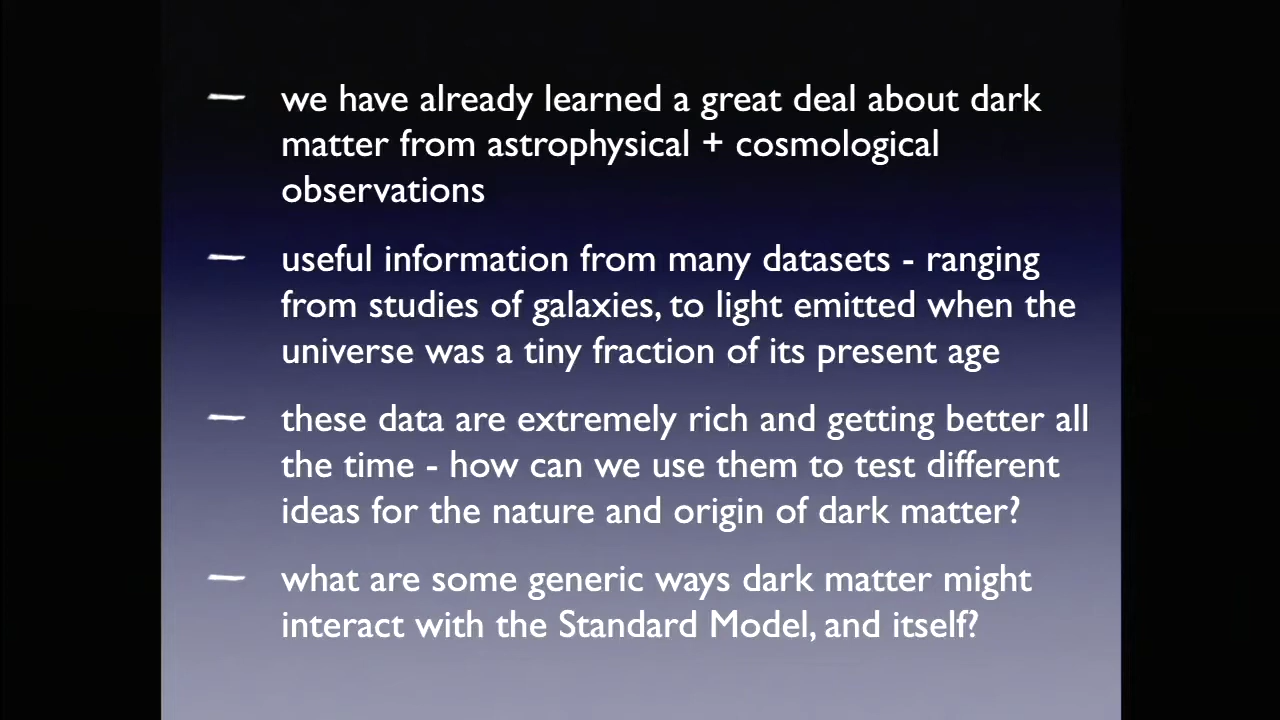 — we have already learned a great deal about dark
matter from astrophysical + cosmological
observations
— useful information from many datasets - ranging
from studies of galaxies, to light emitted when the
universe was a tiny fraction of its present age
— these data are extremely rich and getting better all
the time - how can we use them to test different
ideas for the nature and origin of dark matter?
— what are some generic ways dark matter might
interact with the Standard Model, and itself?